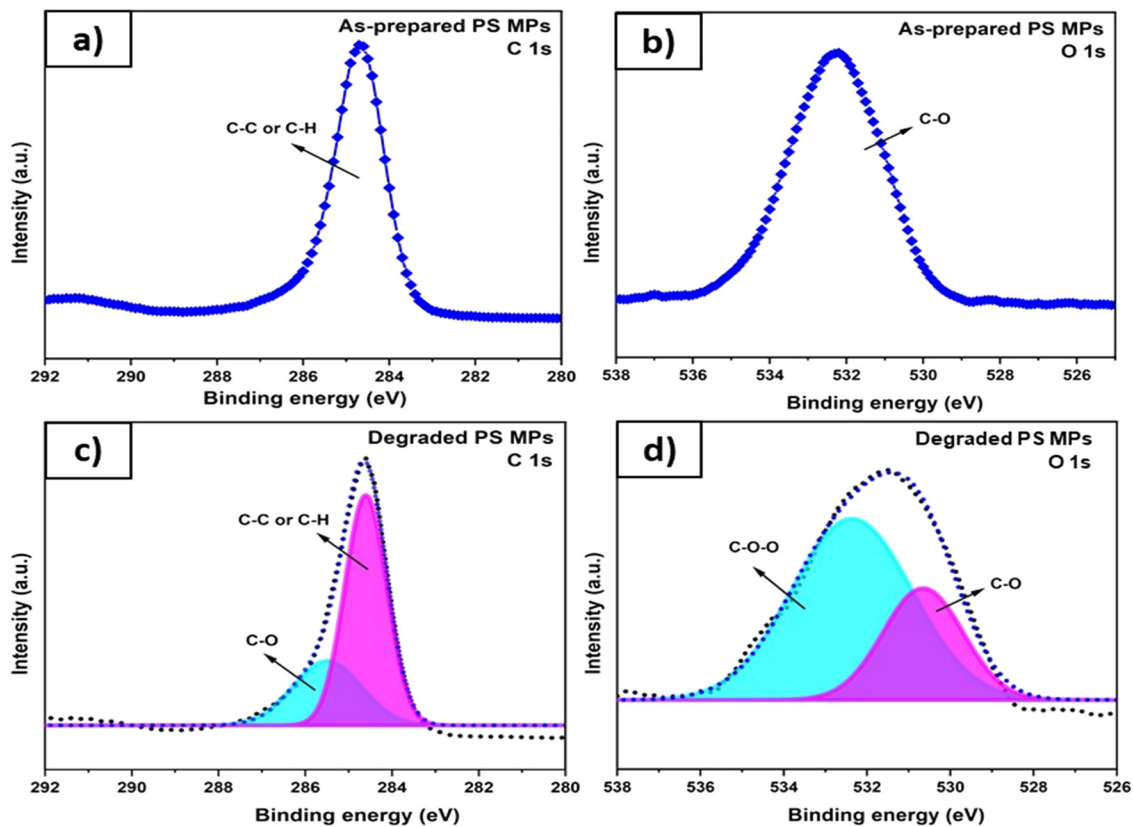 a)
As-prepared PS MPs
C 1s
C-C or C-H
Intensity (a.u.)
292 290 288 286 284 282 280
Binding energy (eV)
b)
As-prepared PS MPs
O 1s
C-O
Intensity (a.u.)
538 536 534 532 530 528 526
Binding energy (eV)
c)
Degraded PS MPs
C 1s
C-C or C-H
C-O
Intensity (a.u.)
292 290 288 286 284 282 280
Binding energy (eV)
d)
Degraded PS MPs
O 1s
C-O-O
C-O
Intensity (a.u.)
538 536 534 532 530 528 526
Binding energy (eV)